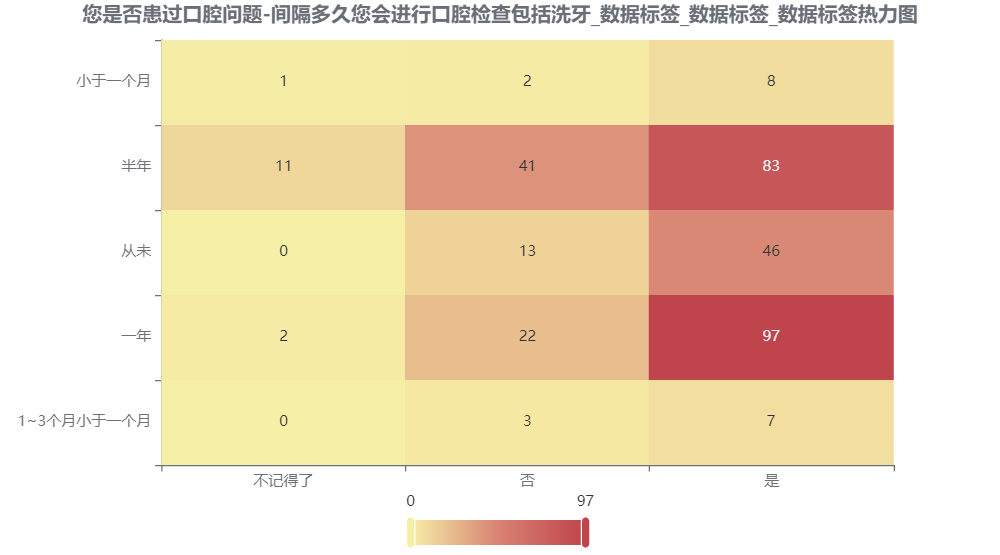 您是否患过口腔问题-间隔多久您会进行口腔检查包括洗牙_数据标签_数据标签_数据标签热力图
小于一个月 1 2 8
半年 11 41 83
从未 0 13 46
一年 2 22 97
1~3个月小于一个月 0 3 7
不记得了 否 是
0 97